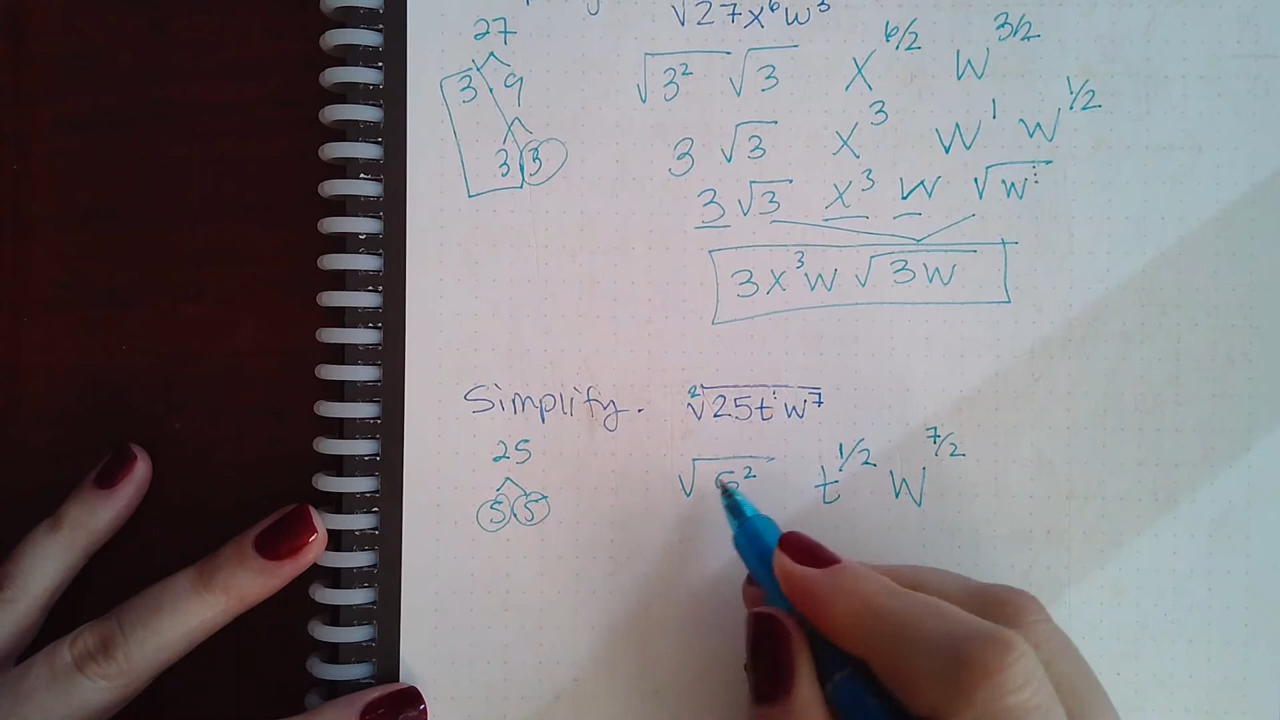 √27x⁶w³
27
3 9
3 3
√3² √3 x^6/2 w^3/2
3 √3 x³ w¹ w^1/2
3 √3 x³ w √w
3x³w √3w
Simplify. ²√25t¹w⁷
25
5 5
√5² t^1/2 w^7/2